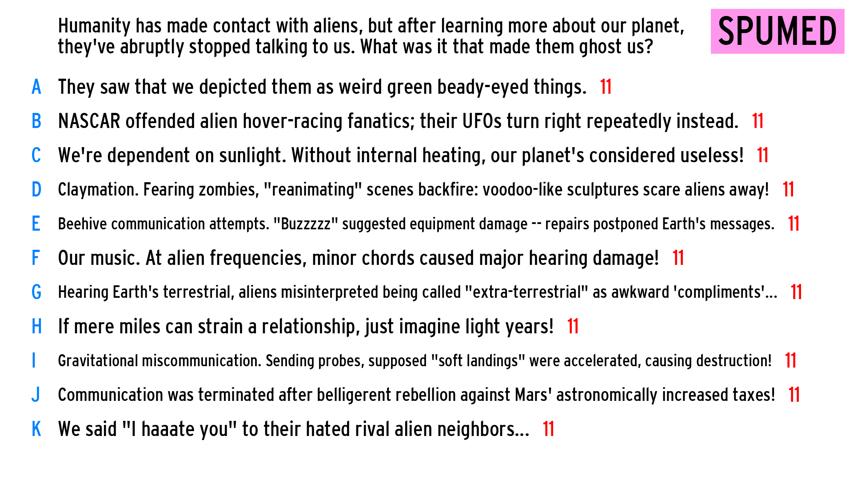 Humanity has made contact with aliens, but after learning more about our planet,
they've abruptly stopped talking to us. What was it that made them ghost us?
SPUMED
A They saw that we depicted them as weird green beady-eyed things. 11
B NASCAR offended alien hover-racing fanatics; their UFOs turn right repeatedly instead. 11
C We're dependent on sunlight. Without internal heating, our planet's considered useless! 11
D Claymation. Fearing zombies, "reanimating" scenes backfire: voodoo-like sculptures scare aliens away! 11
E Beehive communication attempts. "Buzzzzz" suggested equipment damage -- repairs postponed Earth's messages. 11
F Our music. At alien frequencies, minor chords caused major hearing damage! 11
G Hearing Earth's terrestrial, aliens misinterpreted being called "extra-terrestrial" as awkward 'compliments'... 11
H If mere miles can strain a relationship, just imagine light years! 11
I Gravitational miscommunication. Sending probes, supposed "soft landings" were accelerated, causing destruction! 11
J Communication was terminated after belligerent rebellion against Mars' astronomically increased taxes! 11
K We said "I haaate you" to their hated rival alien neighbors... 11